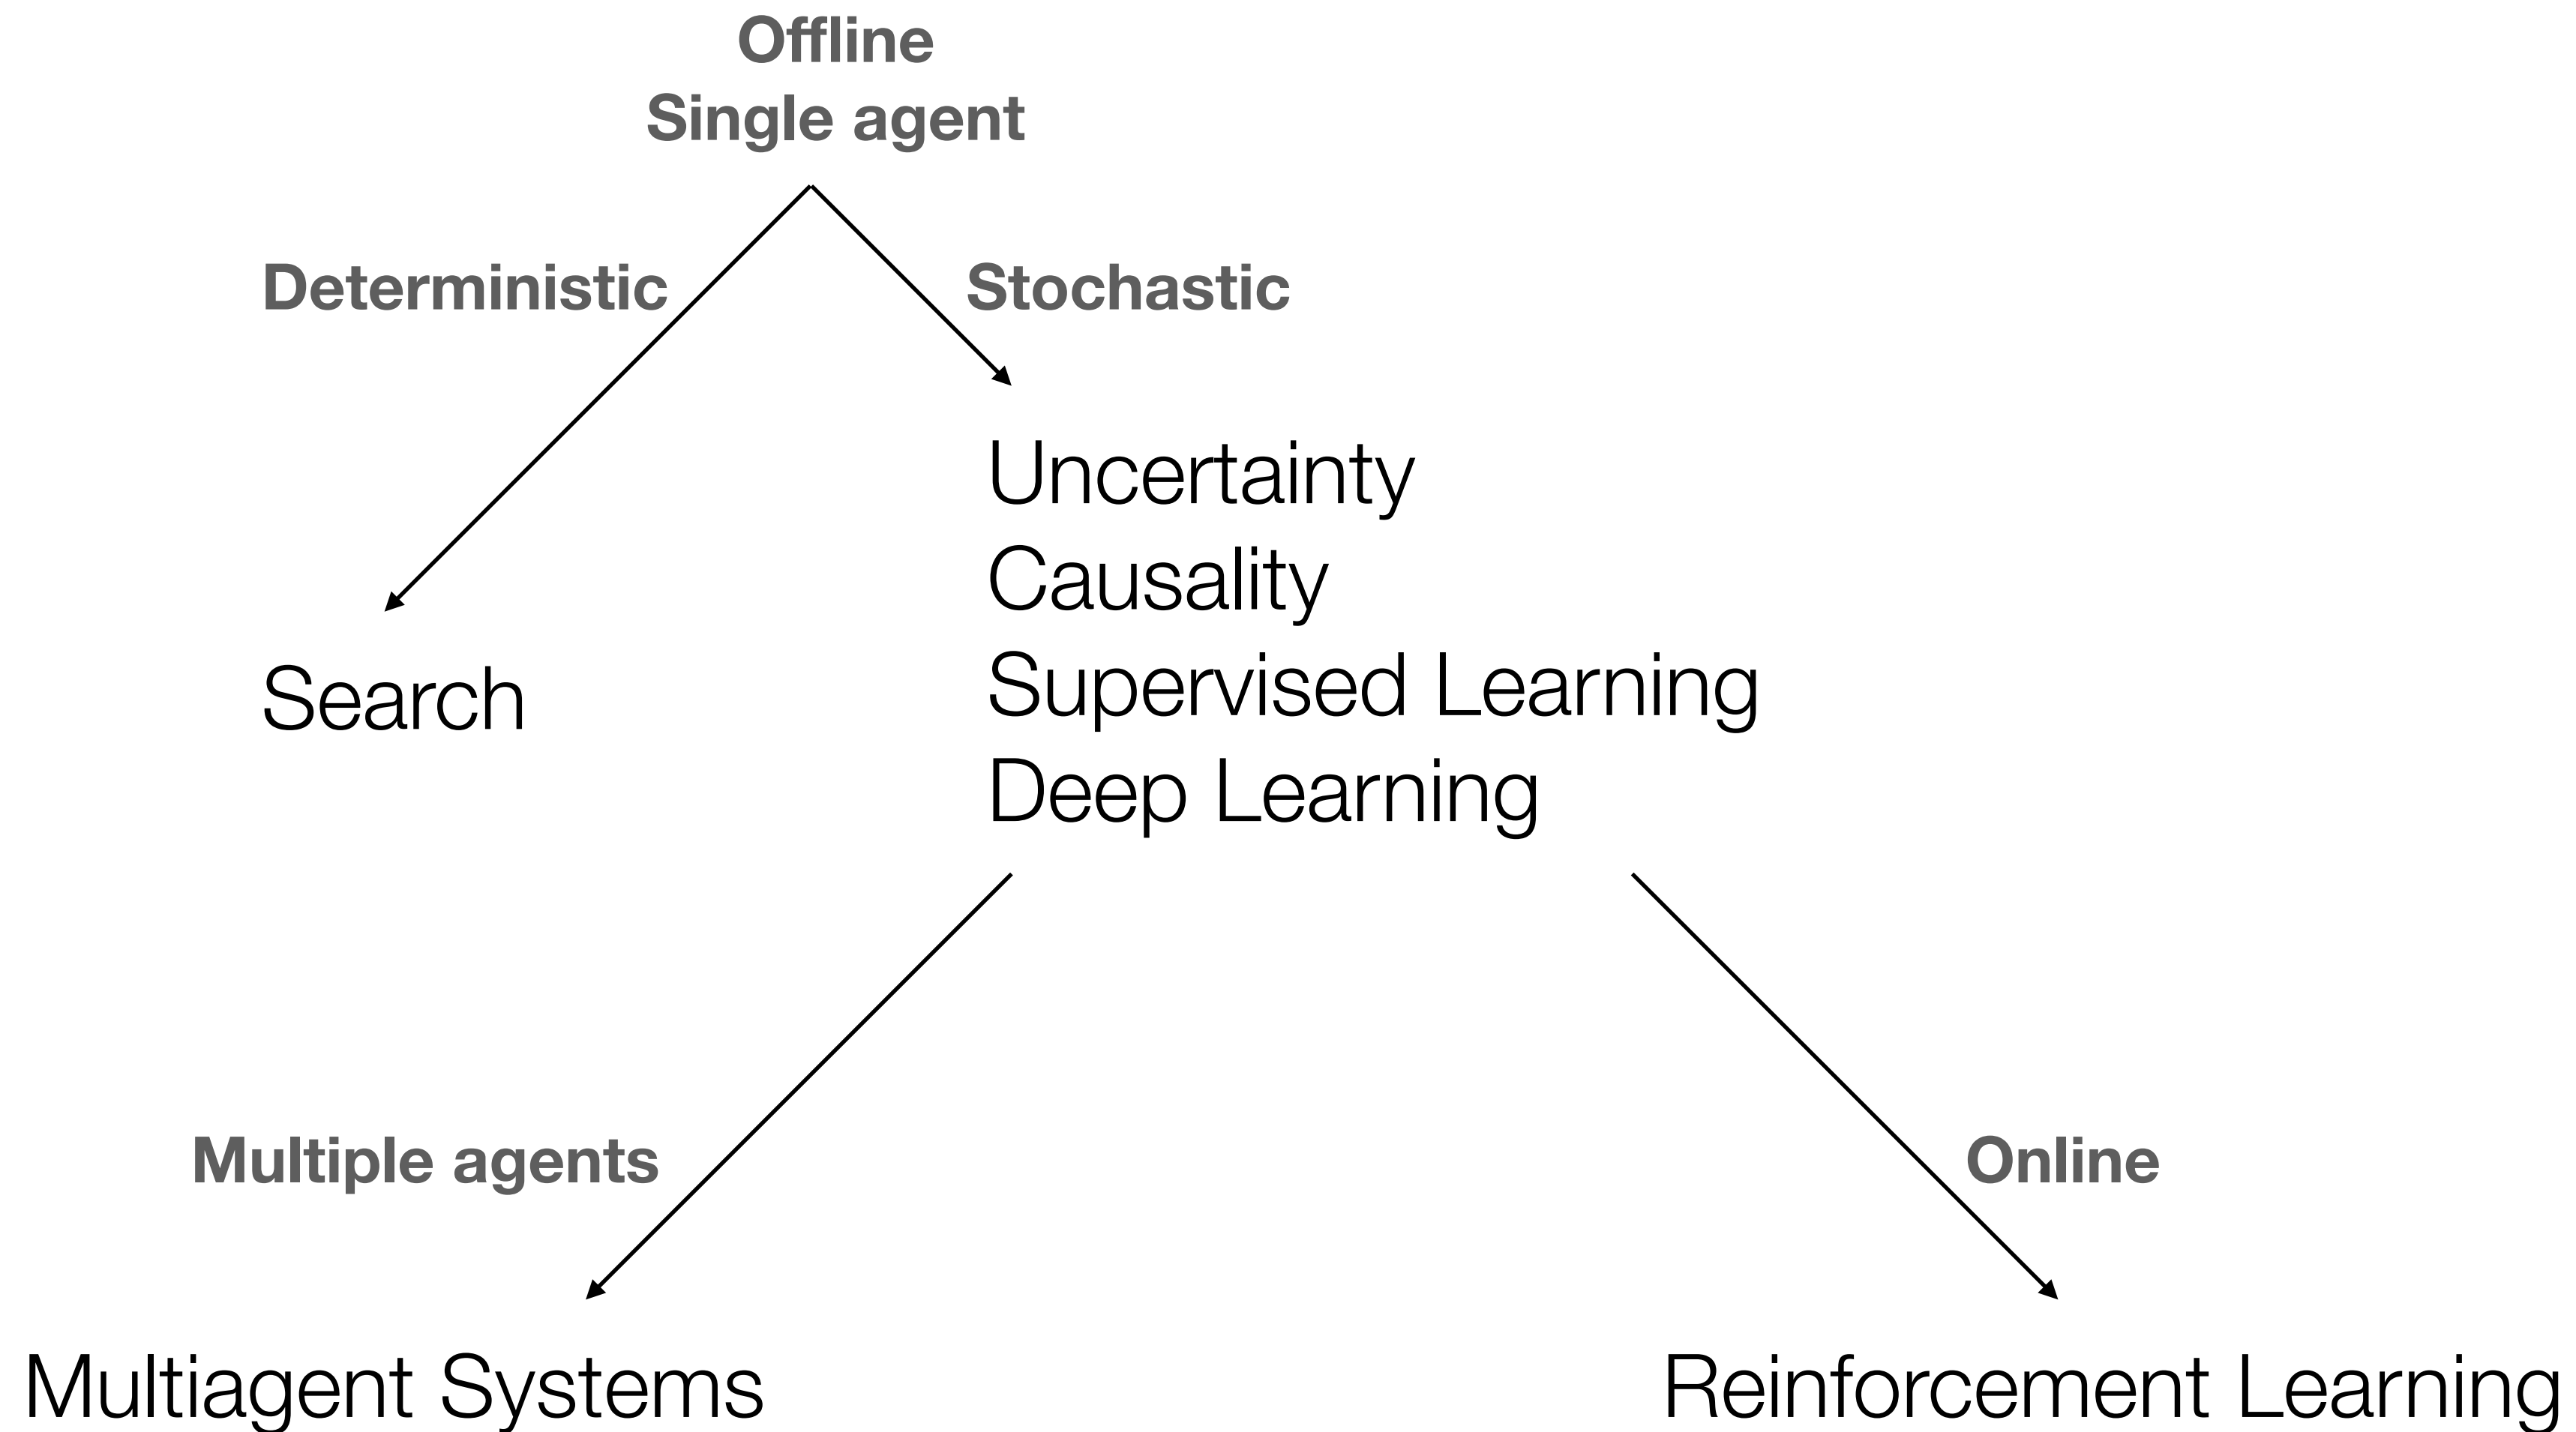 Offline
Single agent
Deterministic
Stochastic
Uncertainty
Causality
Supervised Learning
Deep Learning
Search
Multiple agents
Online
Multiagent Systems
Reinforcement Learning